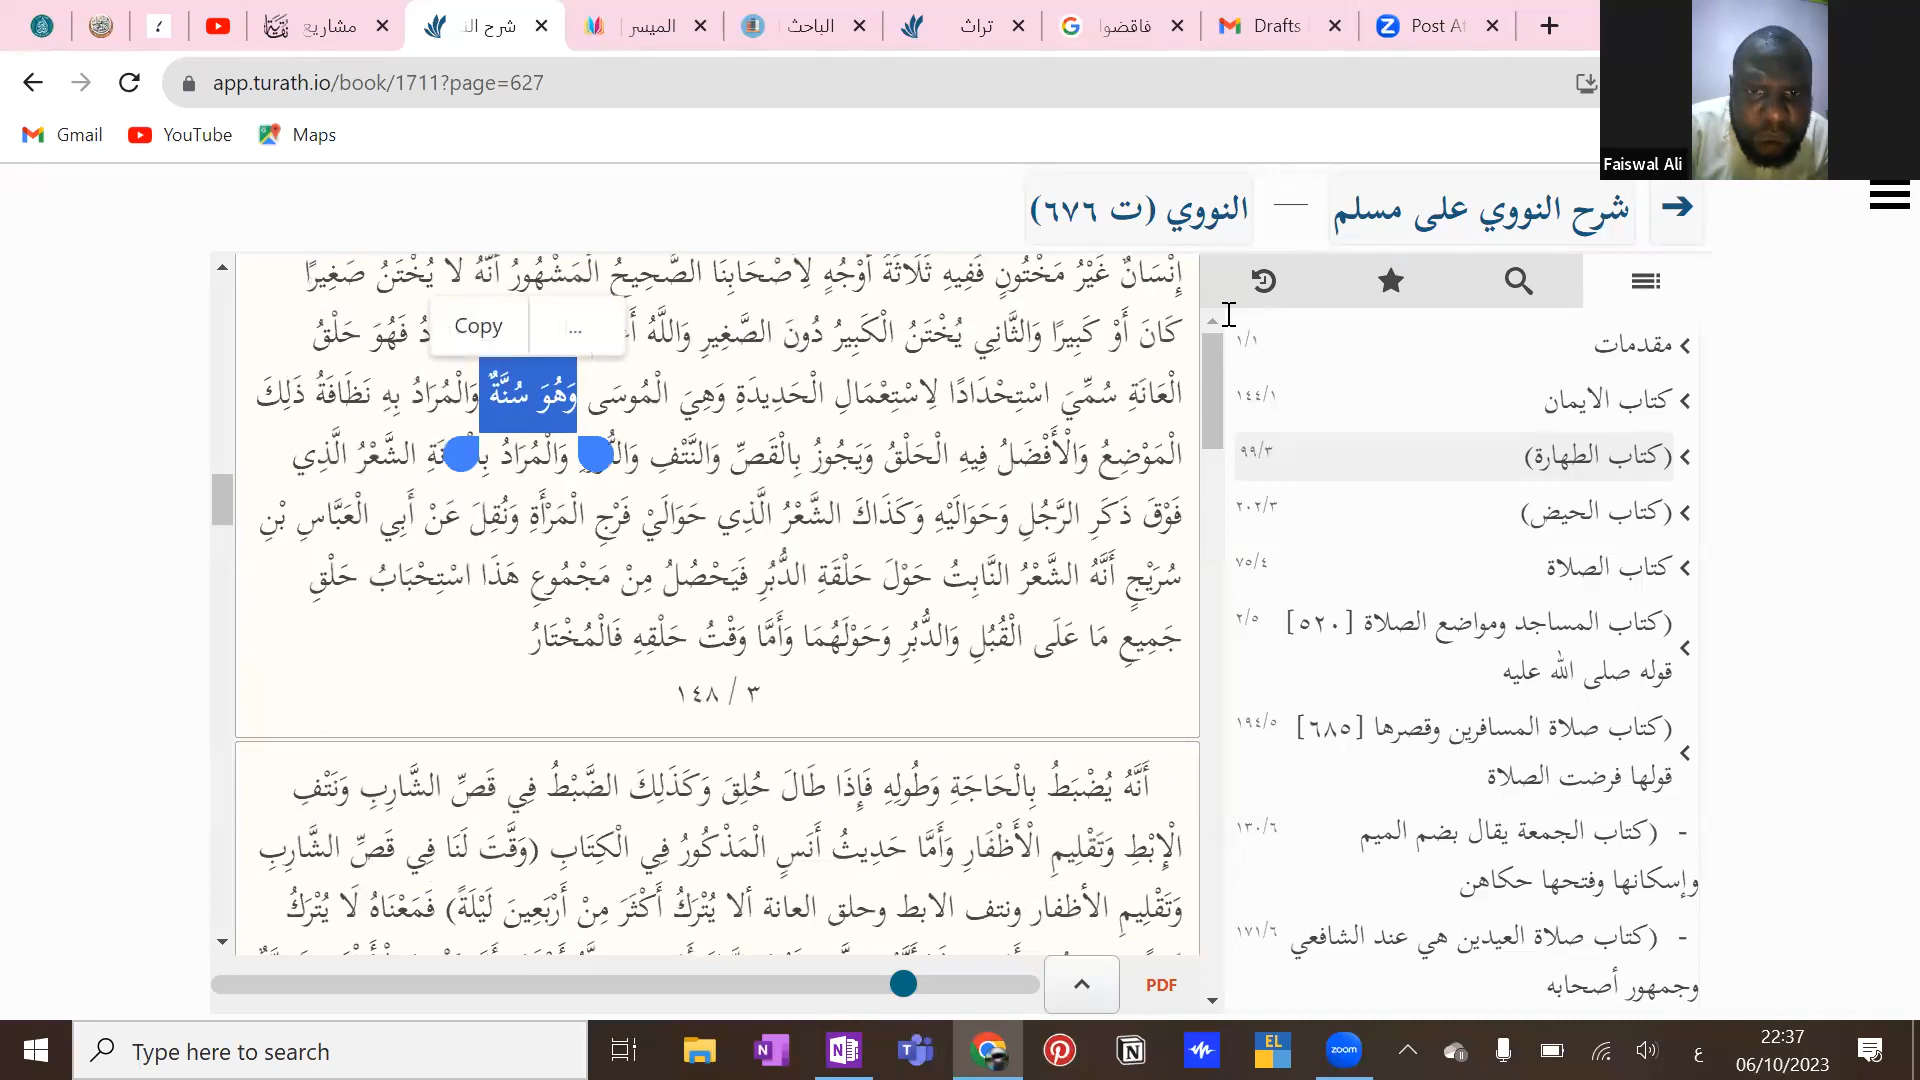 مشاريع
شرح الن
الميسر
الباحث
تراث
فاقضوا
Drafts
Post At
app.turath.io/book/1711?page=627
Gmail
YouTube
Maps
Faiswal Ali
شرح النووي على مسلم — النووي (ت ٦٧٦)
إِنْسَانٌ غَيْرُ مَخْتُونٍ فَفِيهِ ثَلَاثَةُ أَوْجُهٍ لِأَصْحَابِنَا الصَّحِيحُ الْمَشْهُورُ أَنَّهُ لَا يُخْتَنُ صَغِيرًا
كَانَ أَوْ كَبِيرًا وَالثَّانِي يُخْتَنُ الْكَبِيرُ دُونَ الصَّغِيرِ وَاللَّهُ فَهُوَ حَلْقُ
Copy
...
الْعَانَةِ سُمِّيَ اسْتِحْدَادًا لِاسْتِعْمَالِ الْحَدِيدَةِ وَهِيَ الْمُوسَى وَهُوَ سُنَّةٌ وَالْمُرَادُ بِهِ نَظَافَةُ ذَلِكَ
الْمَوْضِعُ وَالْأَفْضَلُ فِيهِ الْحَلْقُ وَيَجُوزُ بِالْقَصِّ وَالنَّتْفِ وَالْمُرَادُ الشَّعْرُ الَّذِي
فَوْقَ ذَكَرِ الرَّجُلِ وَحَوَالَيْهِ وَكَذَاكَ الشَّعْرُ الَّذِي حَوَالَيْ فَرْجِ الْمَرْأَةِ وَنُقِلَ عَنْ أَبِي الْعَبَّاسِ بْنِ
سُرَيْجٍ أَنَّهُ الشَّعْرُ النَّابِتُ حَوْلَ حَلْقَةِ الدُّبُرِ فَيَحْصُلُ مِنْ مَجْمُوعِ هَذَا اسْتِحْبَابُ حَلْقِ
جَمِيعِ مَا عَلَى الْقُبُلِ وَالدُّبُرِ وَحَوْلَهُمَا وَأَمَّا وَقْتُ حَلْقِهِ فَالْمُخْتَارُ
٣ / ١٤٨
أَنَّهُ يُضْبَطُ بِالْحَاجَةِ وَطُولِهِ فَإِذَا طَالَ حُلِقَ وَكَذَلِكَ الضَّبْطُ فِي قَصِّ الشَّارِبِ وَنَتْفِ
الْإِبْطِ وَتَقْلِيمِ الْأَظْفَارِ وَأَمَّا حَدِيثُ أَنَسٍ الْمَذْكُورُ فِي الْكِتَابِ (وَقَّتَ لَنَا فِي قَصِّ الشَّارِبِ
وَتَقْلِيمِ الأظفار ونتف الابط وحلق العانة ألا يُتْرَكُ أَكْثَرَ مِنْ أَرْبَعِينَ لَيْلَةً) فَمَعْنَاهُ لَا يُتْرَكُ
PDF
مقدمات ١/١
كتاب الايمان ١٤٤/١
(كتاب الطهارة) ٩٩/٣
(كتاب الحيض) ٢٠٢/٣
كتاب الصلاة ٧٥/٤
(كتاب المساجد ومواضع الصلاة [٥٢٠] ٢/٥
قوله صلى الله عليه
(كتاب صلاة المسافرين وقصرها [٦٨٥] ١٩٤/٥
قولها فرضت الصلاة
- (كتاب الجمعة يقال بضم الميم ١٣٠/٦
وإسكانها وفتحها حكاهن
- (كتاب صلاة العيدين هي عند الشافعي ١٧١/٦
وجمهور أصحابه
Type here to search
EL
zoom
ع
22:37
06/10/2023